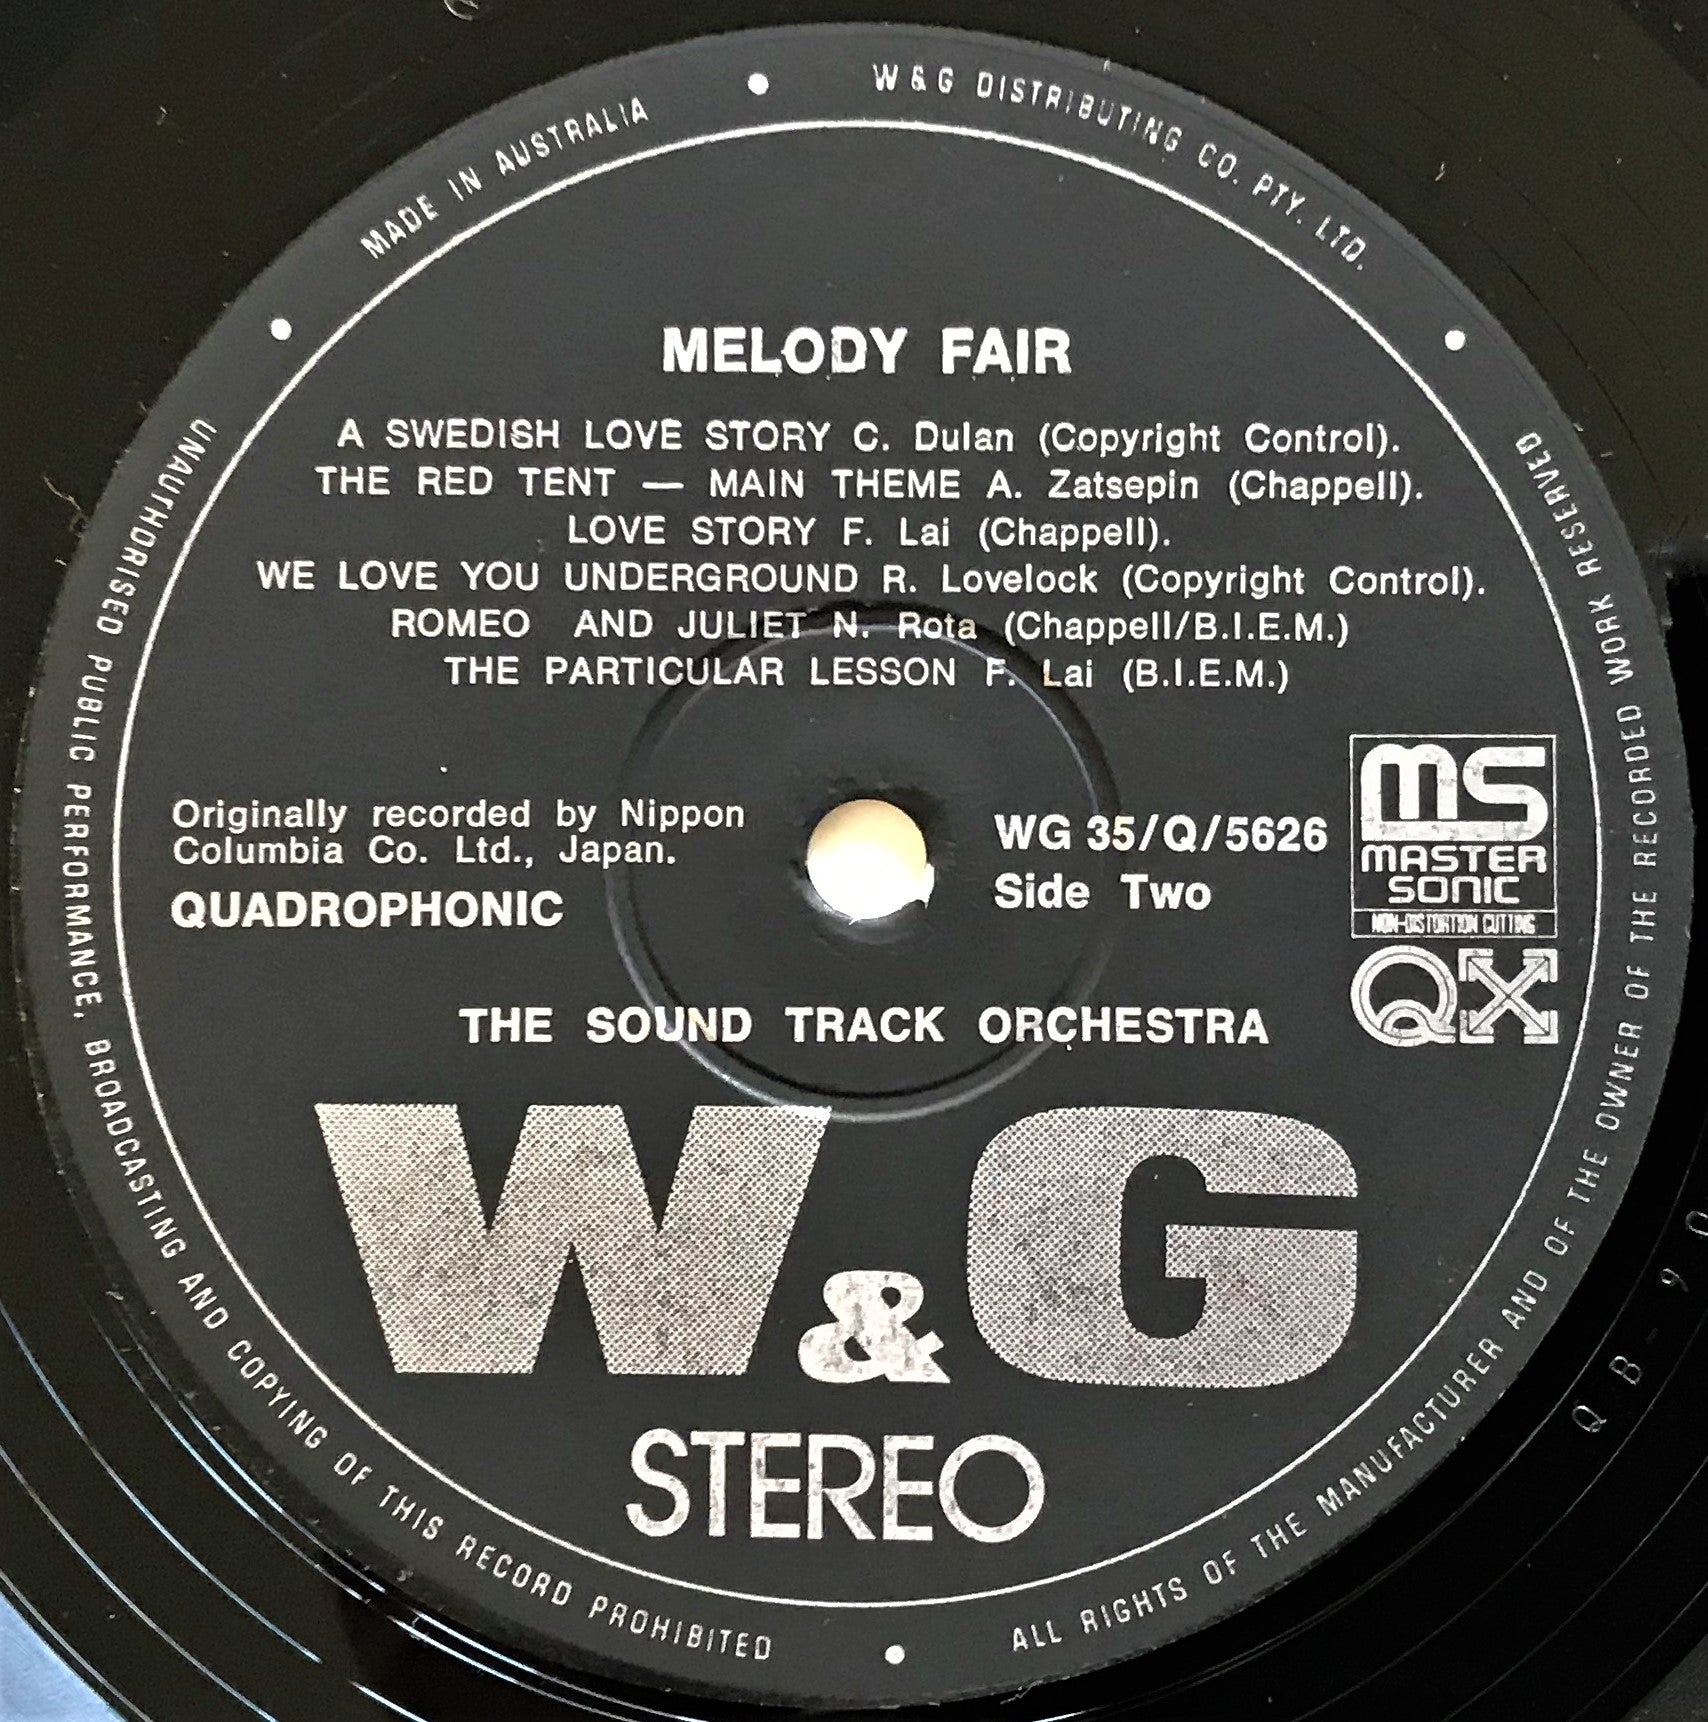 MADE IN AUSTRALIA
W & G DISTRIBUTING CO. PTY. LTD.
MELODY FAIR
A SWEDISH LOVE STORY C. Dulan (Copyright Control).
THE RED TENT — MAIN THEME A. Zatsepin (Chappell).
LOVE STORY F. Lai (Chappell).
WE LOVE YOU UNDERGROUND R. Lovelock (Copyright Control).
ROMEO AND JULIET N. Rota (Chappell/B.I.E.M.)
THE PARTICULAR LESSON F. Lai (B.I.E.M.)
Originally recorded by Nippon
Columbia Co. Ltd., Japan.
QUADROPHONIC
WG 35/Q/5626
Side Two
MS
MASTER
SONIC
NON-DISTORTION CUTTING
QX
THE SOUND TRACK ORCHESTRA
W&G
STEREO
UNAUTHORISED PUBLIC PERFORMANCE, BROADCASTING AND COPYING OF THIS RECORD PROHIBITED
ALL RIGHTS OF THE MANUFACTURER AND OF THE OWNER OF THE RECORDED WORK RESERVED